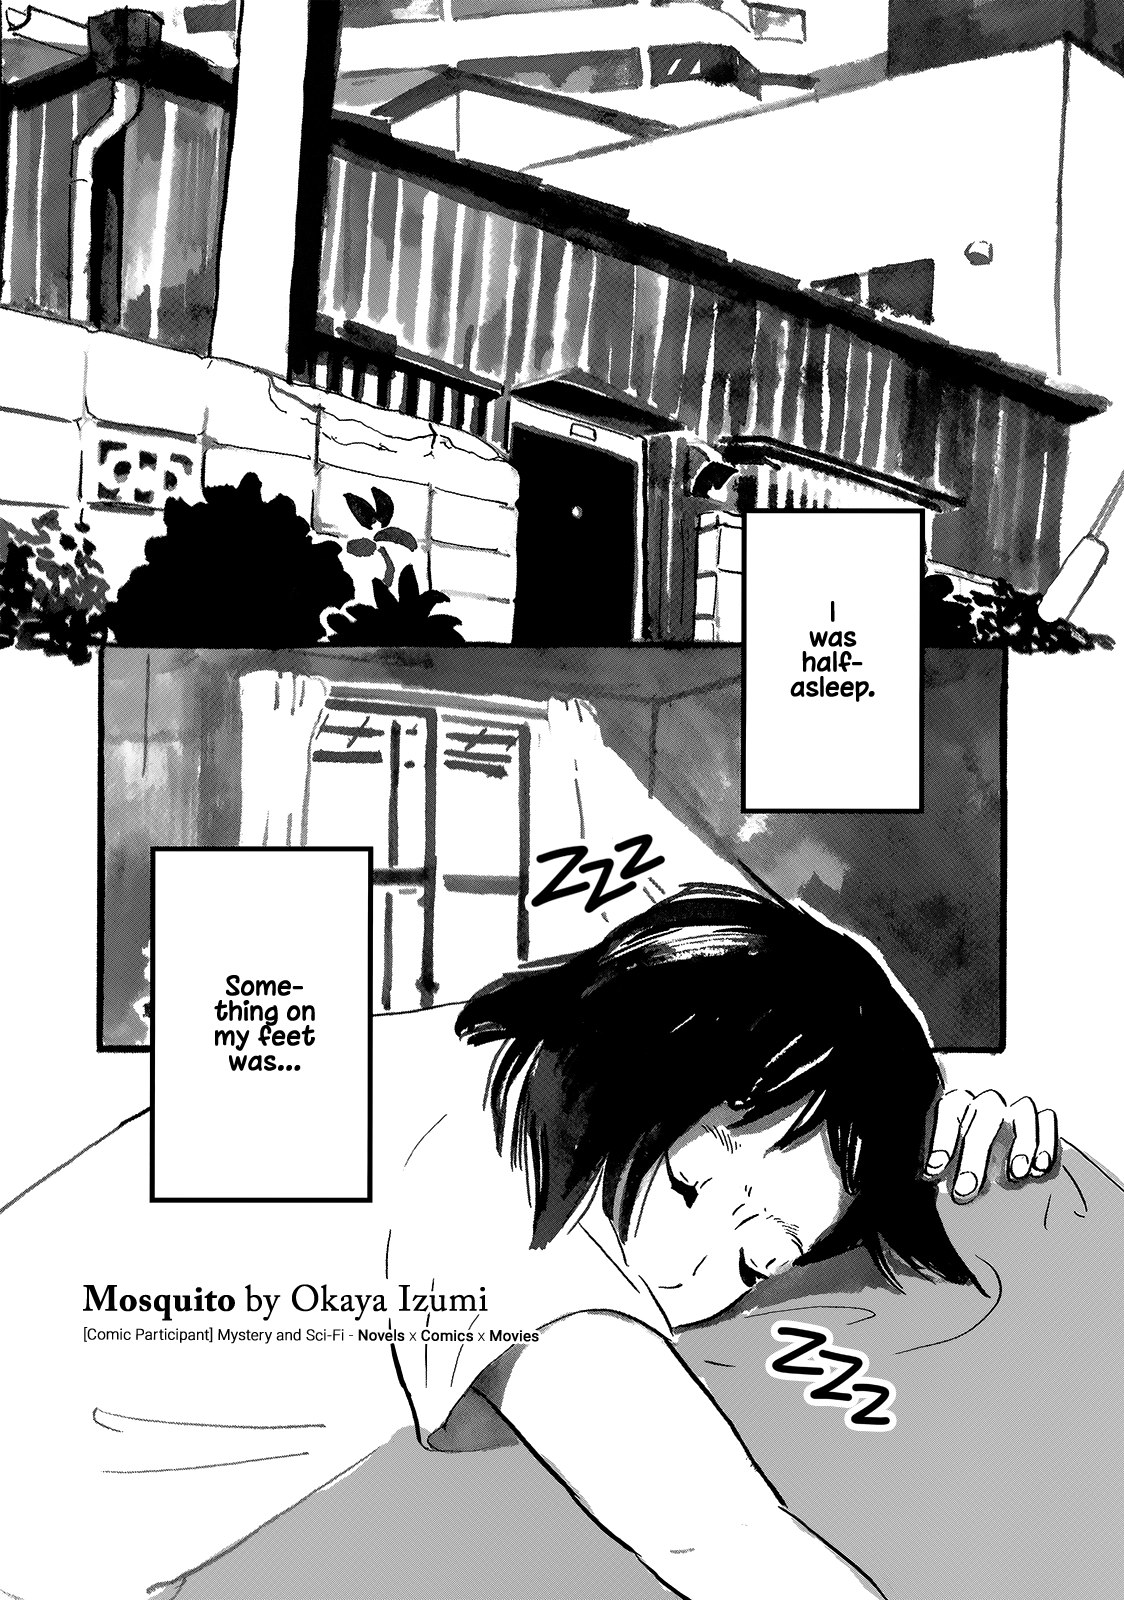 I
was
half-
asleep.
ZZZ
Some-
thing on
my feet
was...
Mosquito by Okaya Izumi
[Comic Participant] Mystery and Sci-Fi - Novels x Comics x Movies
ZZZ